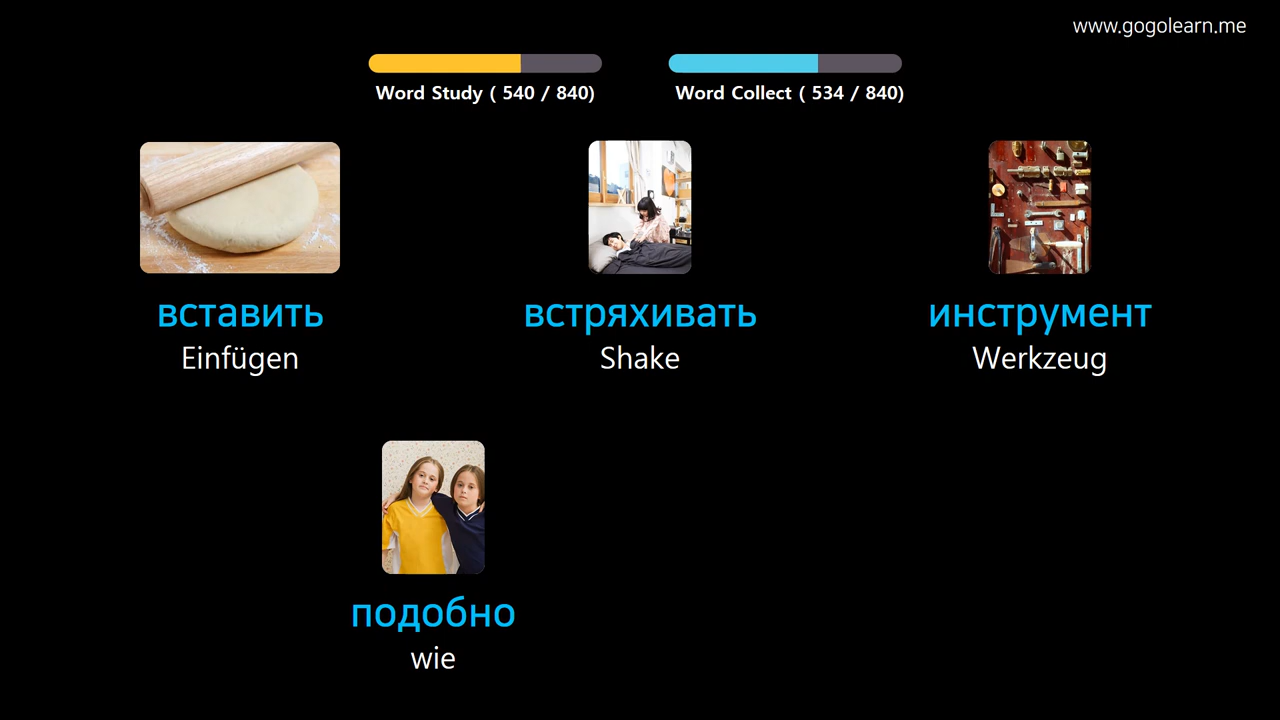 www.gogolearn.me
Word Study ( 540 / 840)
Word Collect ( 534 / 840)
вставить
Einfügen
встряхивать
Shake
инструмент
Werkzeug
подобно
wie